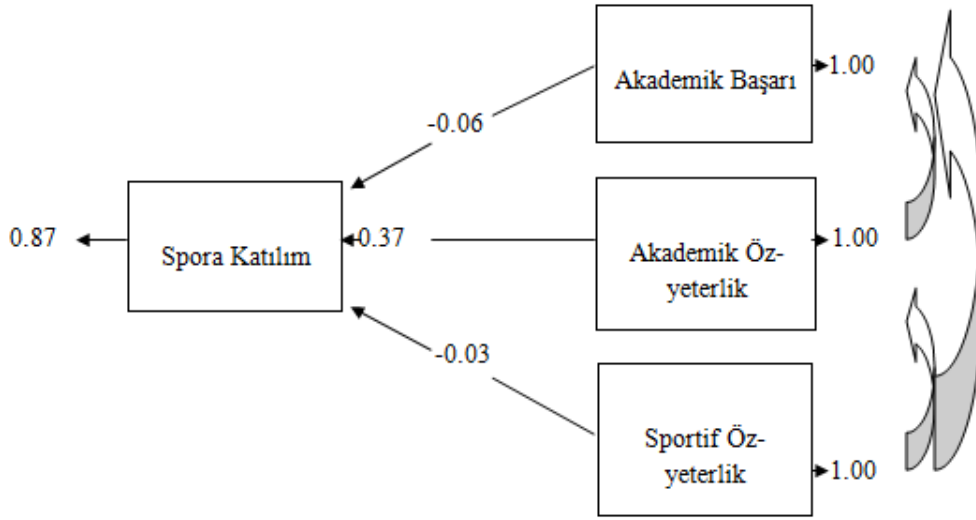 Akademik Başarı
1.00
-0.06
0.87
Spora Katılım
0.37
Akademik Öz-
yeterlik
1.00
-0.03
Sportif Öz-
yeterlik
1.00